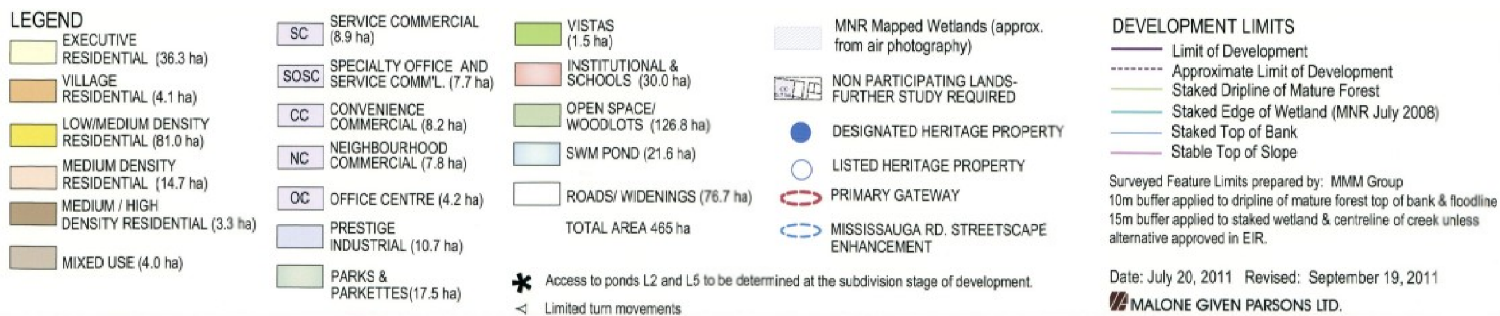 LEGEND
EXECUTIVE
RESIDENTIAL (36.3 ha)
VILLAGE
RESIDENTIAL (4.1 ha)
LOW/MEDIUM DENSITY
RESIDENTIAL (81.0 ha)
MEDIUM DENSITY
RESIDENTIAL (14.7 ha)
MEDIUM / HIGH
DENSITY RESIDENTIAL (3.3 ha)
MIXED USE (4.0 ha)
SC
SERVICE COMMERCIAL
(8.9 ha)
SOSC
SPECIALTY OFFICE AND
SERVICE COMM'L. (7.7 ha)
CC
CONVENIENCE
COMMERCIAL (8.2 ha)
NC
NEIGHBOURHOOD
COMMERCIAL (7.8 ha)
OC
OFFICE CENTRE (4.2 ha)
PRESTIGE
INDUSTRIAL (10.7 ha)
PARKS &
PARKETTES(17.5 ha)
VISTAS
(1.5 ha)
INSTITUTIONAL &
SCHOOLS (30.0 ha)
OPEN SPACE/
WOODLOTS (126.8 ha)
SWM POND (21.6 ha)
ROADS/ WIDENINGS (76.7 ha)
TOTAL AREA 465 ha
* Access to ponds L2 and L5 to be determined at the subdivision stage of development.
Limited turn movements
MNR Mapped Wetlands (approx.
from air photography)
NON PARTICIPATING LANDS-
FURTHER STUDY REQUIRED
DESIGNATED HERITAGE PROPERTY
LISTED HERITAGE PROPERTY
PRIMARY GATEWAY
MISSISSAUGA RD. STREETSCAPE
ENHANCEMENT
DEVELOPMENT LIMITS
Limit of Development
Approximate Limit of Development
Staked Dripline of Mature Forest
Staked Edge of Wetland (MNR July 2008)
Staked Top of Bank
Stable Top of Slope
Surveyed Feature Limits prepared by: MMM Group
10m buffer applied to dripline of mature forest top of bank & floodline
15m buffer applied to staked wetland & centreline of creek unless
alternative approved in EIR.
Date: July 20, 2011 Revised: September 19, 2011
MALONE GIVEN PARSONS LTD.